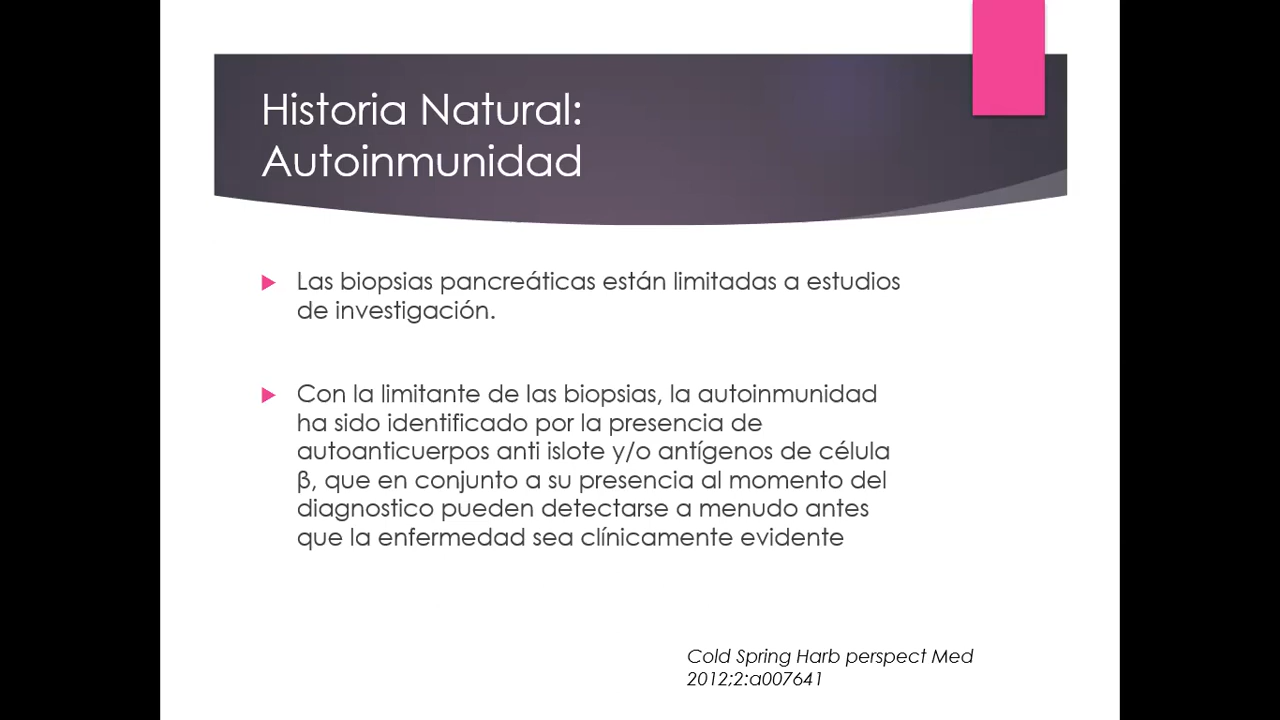 Historia Natural:
Autoinmunidad
Las biopsias pancreáticas están limitadas a estudios
de investigación.
Con la limitante de las biopsias, la autoinmunidad
ha sido identificado por la presencia de
autoanticuerpos anti islote y/o antígenos de célula
β, que en conjunto a su presencia al momento del
diagnostico pueden detectarse a menudo antes
que la enfermedad sea clínicamente evidente
Cold Spring Harb perspect Med
2012;2:a007641